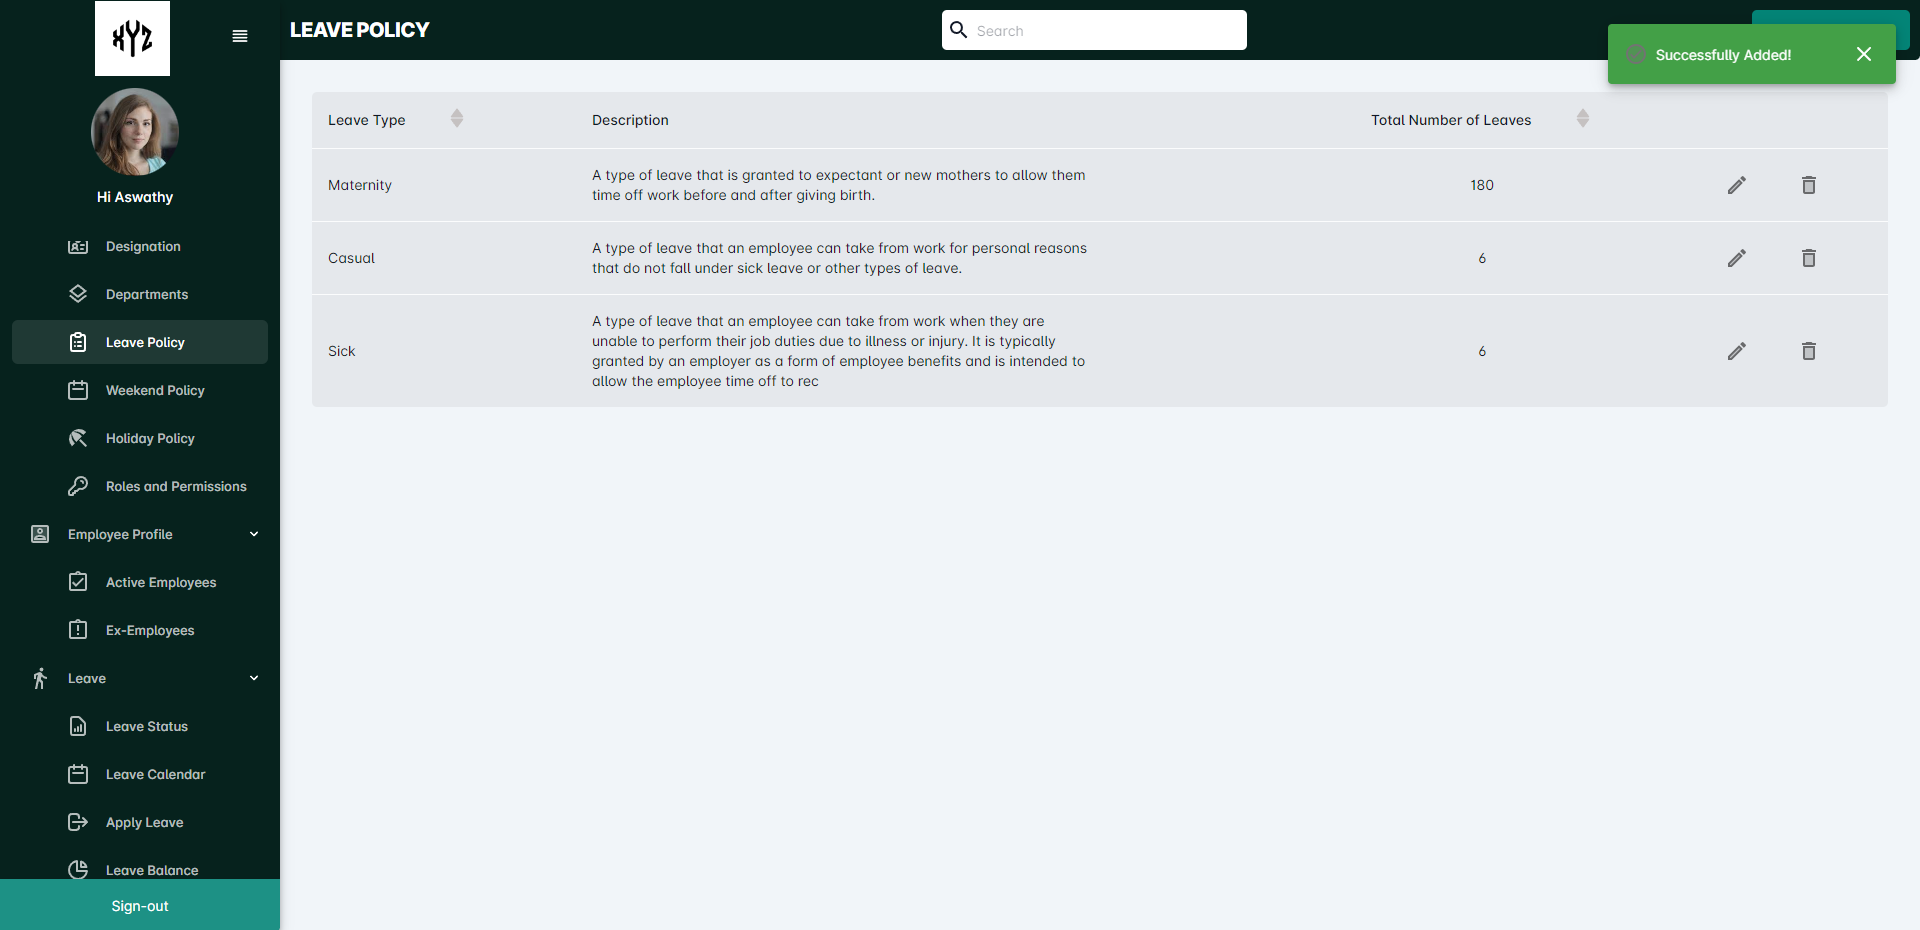 XYZ
Hi Aswathy
Designation
Departments
Leave Policy
Weekend Policy
Holiday Policy
Roles and Permissions
Employee Profile
Active Employees
Ex-Employees
Leave
Leave Status
Leave Calendar
Apply Leave
Leave Balance
Sign-out
LEAVE POLICY
Search
Successfully Added!
Leave Type
Description
Total Number of Leaves
Maternity
A type of leave that is granted to expectant or new mothers to allow them
time off work before and after giving birth.
180
Casual
A type of leave that an employee can take from work for personal reasons
that do not fall under sick leave or other types of leave.
6
Sick
A type of leave that an employee can take from work when they are
unable to perform their job duties due to illness or injury. It is typically
granted by an employer as a form of employee benefits and is intended to
allow the employee time off to rec
6